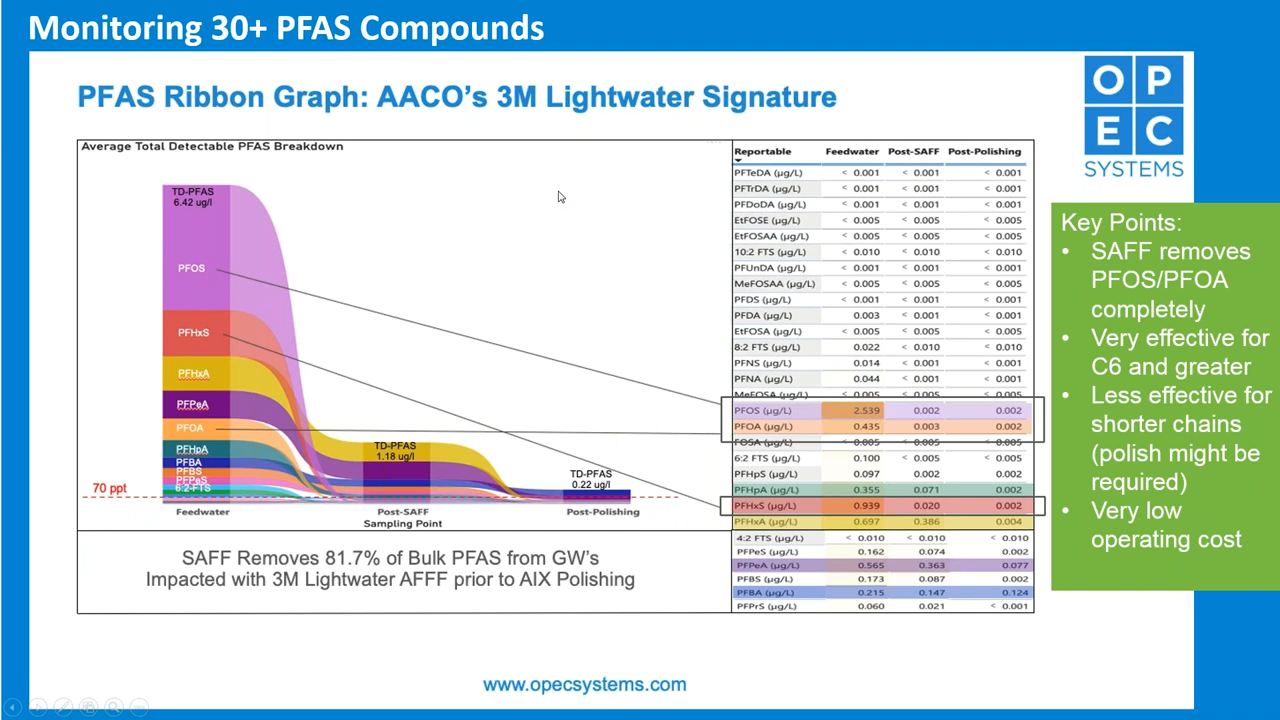 Monitoring 30+ PFAS Compounds
PFAS Ribbon Graph: AACO's 3M Lightwater Signature
OPEC
SYSTEMS
Average Total Detectable PFAS Breakdown
TD-PFAS
6.42 ug/l
PFOS
PFHxS
PFHxA
PFPeA
PFOA
PFHpA
PFBA
PFBS
PFPeS
6:2-FTS
70 ppt
TD-PFAS
1.18 ug/l
TD-PFAS
0.22 ug/l
Feedwater
Post-SAFF
Post-Polishing
Sampling Point
Reportable Feedwater Post-SAFF Post-Polishing
PFTeDA (µg/L) < 0.001 < 0.001 < 0.001
PFTrDA (µg/L) < 0.001 < 0.001 < 0.001
PFDoDA (µg/L) < 0.001 < 0.001 < 0.001
EtFOSE (µg/L) < 0.005 < 0.005 < 0.005
EtFOSAA (µg/L) < 0.005 < 0.005 < 0.005
10:2 FTS (µg/L) < 0.010 < 0.010 < 0.010
PFUnDA (µg/L) < 0.001 < 0.001 < 0.001
MeFOSAA (µg/L) < 0.005 < 0.005 < 0.005
PFDS (µg/L) < 0.001 < 0.001 < 0.001
PFDA (µg/L) 0.003 < 0.001 < 0.001
EtFOSA (µg/L) < 0.005 < 0.005 < 0.005
8:2 FTS (µg/L) 0.022 < 0.010 < 0.010
PFNS (µg/L) 0.014 < 0.001 < 0.001
PFNA (µg/L) 0.044 < 0.001 < 0.001
MeFOSA (µg/L) < 0.005 < 0.005 < 0.005
PFOS (µg/L) 2.539 0.002 0.002
PFOA (µg/L) 0.435 0.003 0.002
FOSA (µg/L) < 0.005 < 0.005 < 0.005
6:2 FTS (µg/L) 0.100 < 0.005 < 0.005
PFHpS (µg/L) 0.097 0.002 0.002
PFHpA (µg/L) 0.355 0.071 0.002
PFHxS (µg/L) 0.939 0.020 0.002
PFHxA (µg/L) 0.697 0.386 0.004
4:2 FTS (µg/L) < 0.010 < 0.010 < 0.010
PFPeS (µg/L) 0.162 0.074 0.002
PFPeA (µg/L) 0.565 0.363 0.077
PFBS (µg/L) 0.173 0.087 0.002
PFBA (µg/L) 0.215 0.147 0.124
PFPrS (µg/L) 0.060 0.021 < 0.001
SAFF Removes 81.7% of Bulk PFAS from GW's
Impacted with 3M Lightwater AFFF prior to AIX Polishing
Key Points:
• SAFF removes
PFOS/PFOA
completely
• Very effective for
C6 and greater
• Less effective for
shorter chains
(polish might be
required)
• Very low
operating cost
www.opecsystems.com